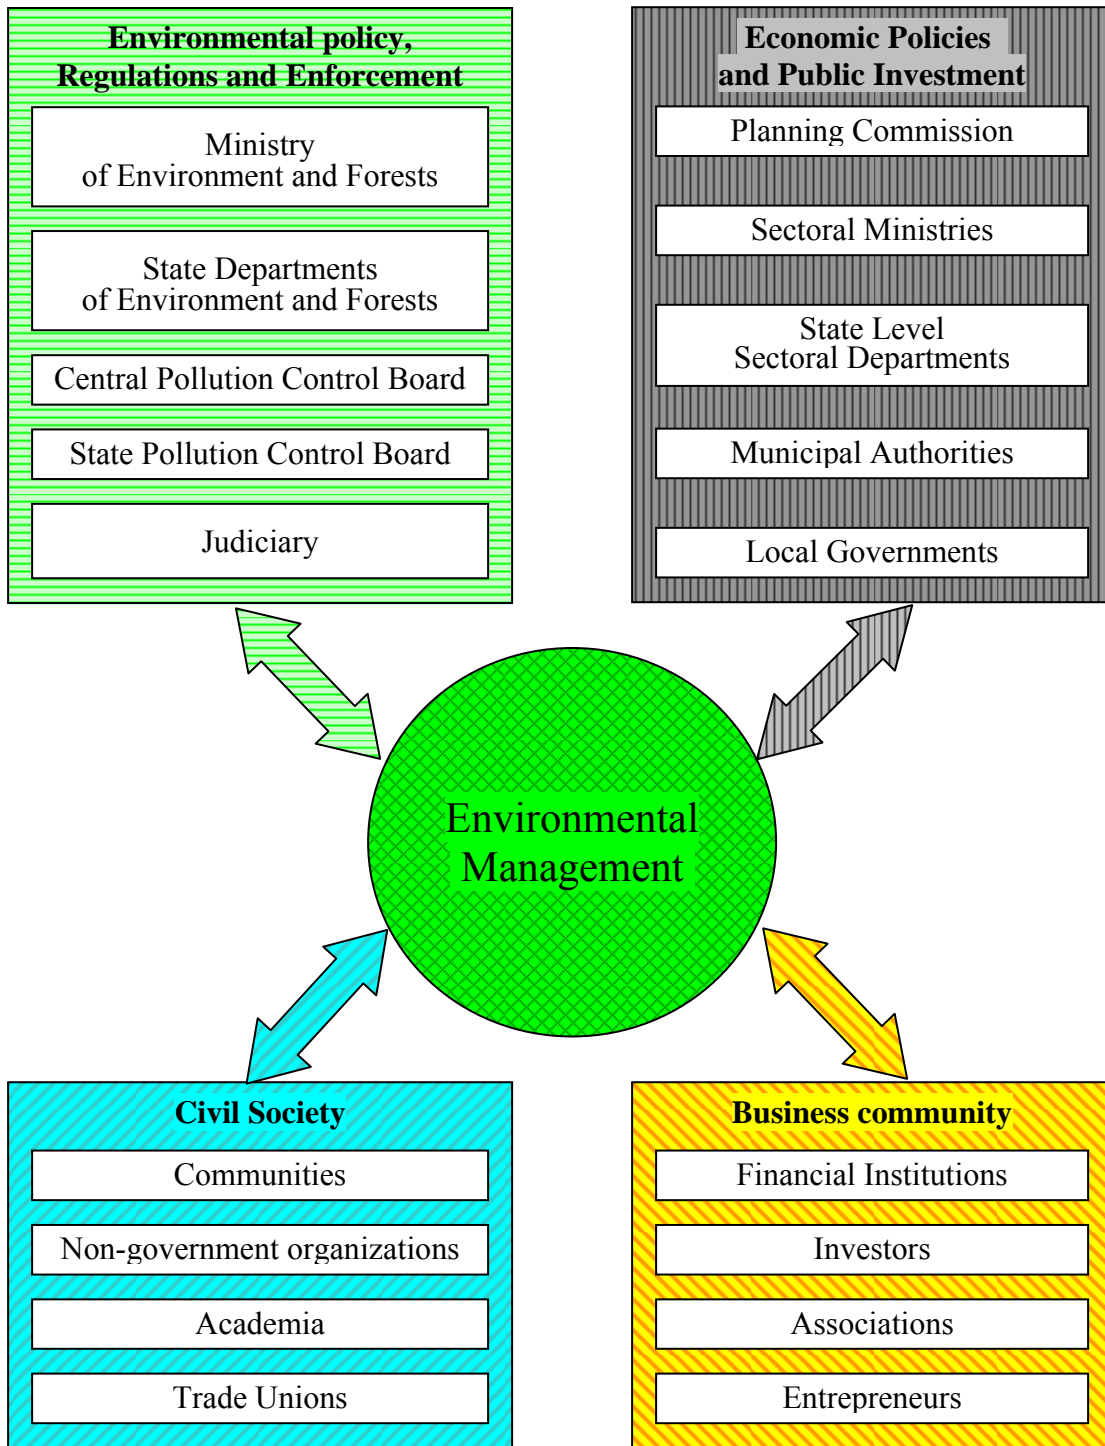 Environmental policy,
Regulations and Enforcement
Ministry
of Environment and Forests
State Departments
of Environment and Forests
Central Pollution Control Board
State Pollution Control Board
Judiciary
Economic Policies
and Public Investment
Planning Commission
Sectoral Ministries
State Level
Sectoral Departments
Municipal Authorities
Local Governments
Environmental
Management
Civil Society
Communities
Non-government organizations
Academia
Trade Unions
Business community
Financial Institutions
Investors
Associations
Entrepreneurs